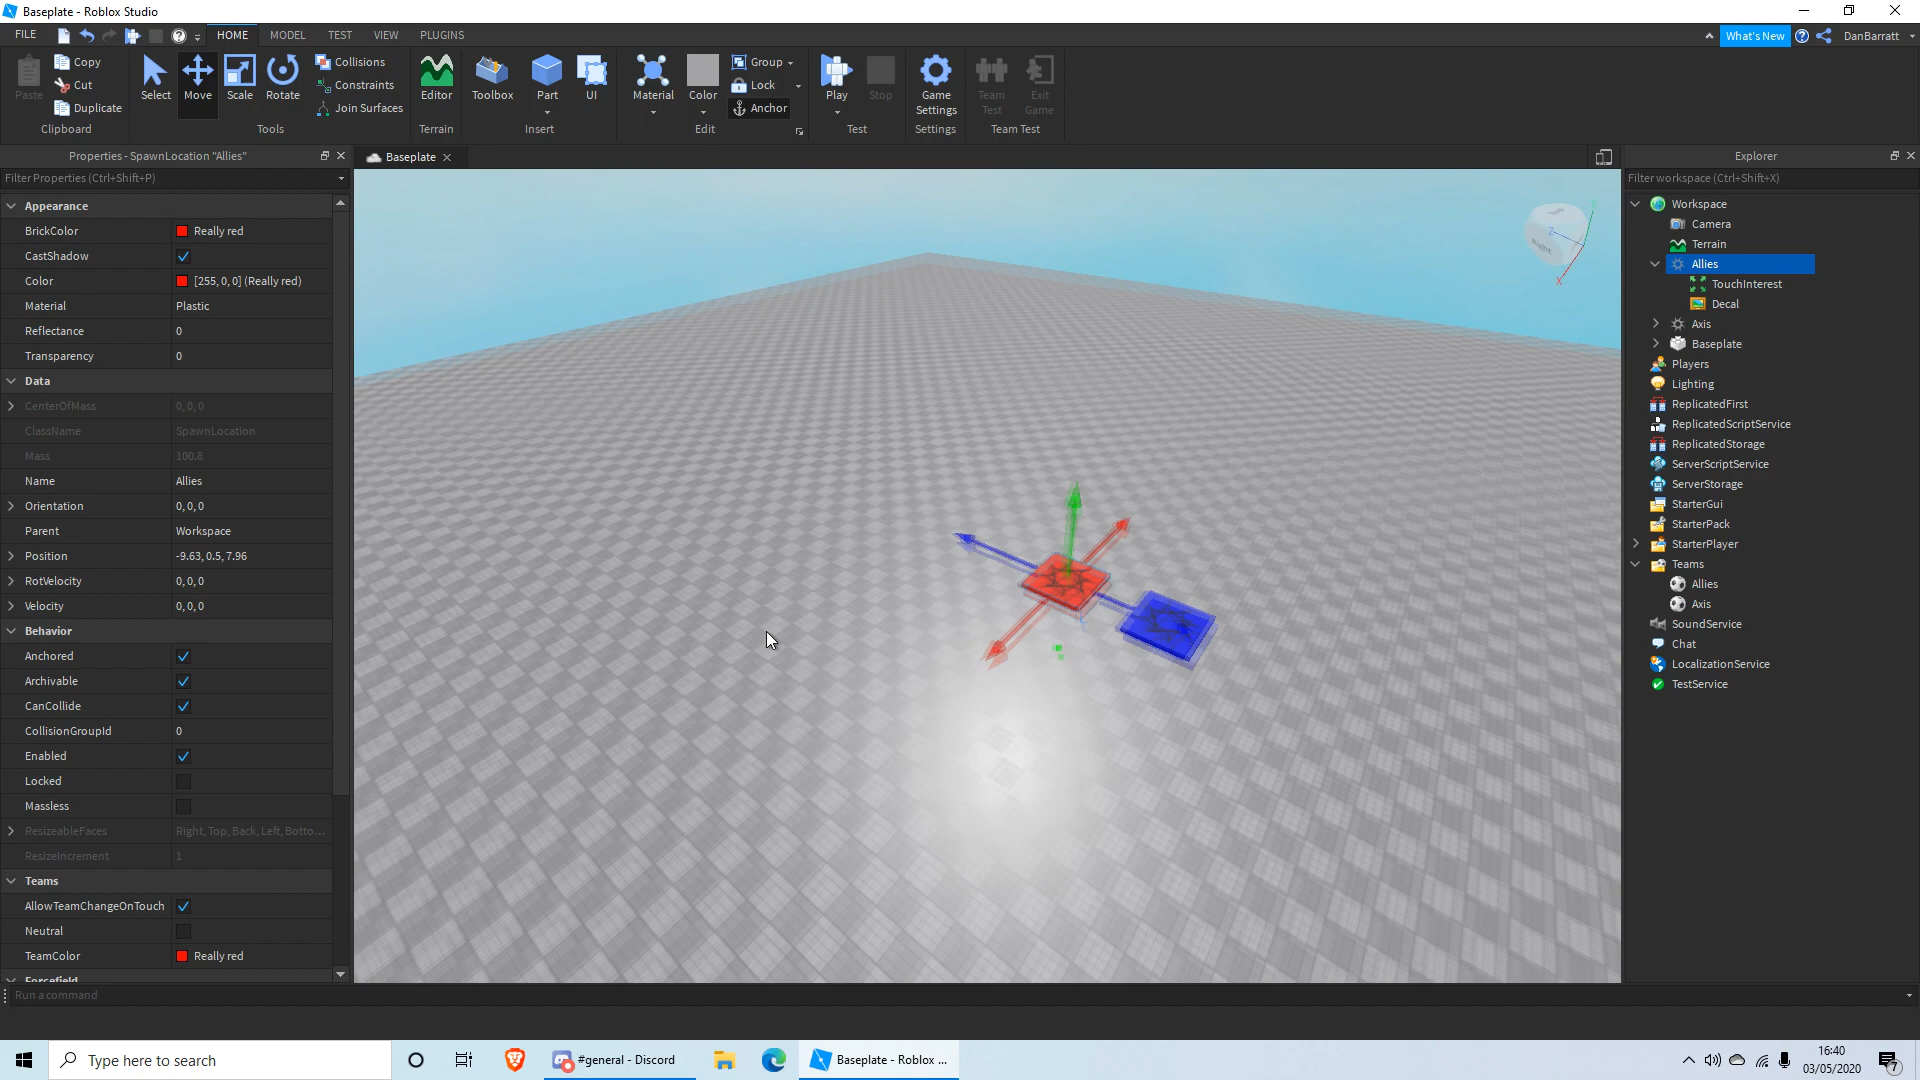 Baseplate - Roblox Studio
FILE HOME MODEL TEST VIEW PLUGINS What's New DanBarratt
Paste
Copy
Cut
Duplicate
Clipboard
Select Move Scale Rotate
Collisions
Constraints
Join Surfaces
Tools
Editor
Terrain
Toolbox Part UI
Insert
Material Color
Group
Lock
Anchor
Edit
Play Stop
Test
Game Settings
Settings
Team Test
Exit Game
Team Test
Properties - SpawnLocation "Allies"
Filter Properties (Ctrl+Shift+P)
Appearance
BrickColor Really red
CastShadow
Color [255, 0, 0] (Really red)
Material Plastic
Reflectance 0
Transparency 0
Data
CenterOfMass 0, 0, 0
ClassName SpawnLocation
Mass 100.8
Name Allies
Orientation 0, 0, 0
Parent Workspace
Position -9.63, 0.5, 7.96
RotVelocity 0, 0, 0
Velocity 0, 0, 0
Behavior
Anchored
Archivable
CanCollide
CollisionGroupId 0
Enabled
Locked
Massless
ResizeableFaces Right, Top, Back, Left, Botto...
ResizeIncrement 1
Teams
AllowTeamChangeOnTouch
Neutral
TeamColor Really red
Forcefield
Baseplate
Right
Z
X
Explorer
Filter workspace (Ctrl+Shift+X)
Workspace
Camera
Terrain
Allies
TouchInterest
Decal
Axis
Baseplate
Players
Lighting
ReplicatedFirst
ReplicatedScriptService
ReplicatedStorage
ServerScriptService
ServerStorage
StarterGui
StarterPack
StarterPlayer
Teams
Allies
Axis
SoundService
Chat
LocalizationService
TestService
Run a command
Type here to search
#general - Discord
Baseplate - Roblox ...
16:40
03/05/2020
7